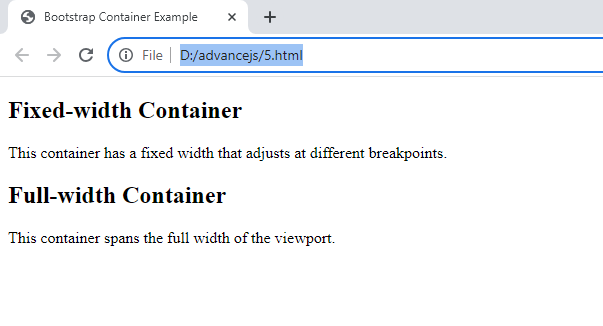 Bootstrap Container Example
File D:/advancejs/5.html
Fixed-width Container
This container has a fixed width that adjusts at different breakpoints.
Full-width Container
This container spans the full width of the viewport.